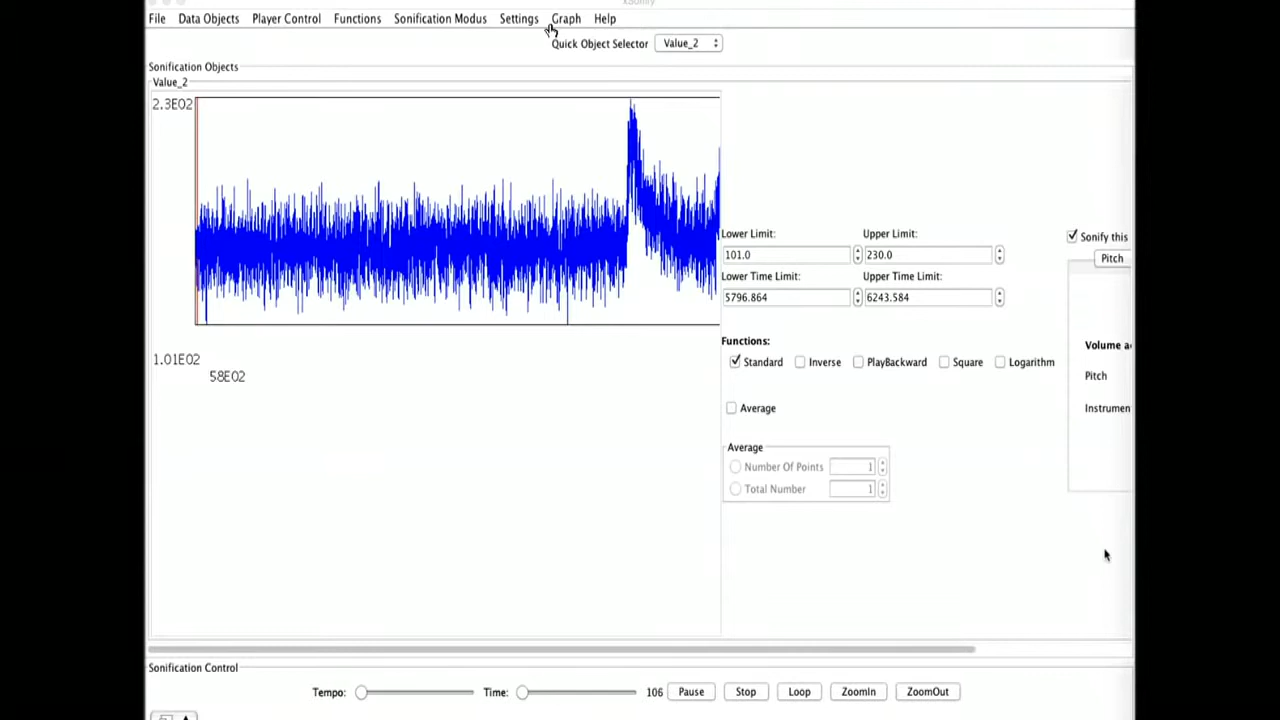 xSonify
File Data Objects Player Control Functions Sonification Modus Settings Graph Help
Quick Object Selector Value_2
Sonification Objects
Value_2
2.3E02
Lower Limit: Upper Limit:
101.0 230.0
Lower Time Limit: Upper Time Limit:
5796.864 6243.584
Sonify this
Pitch
Functions:
Standard Inverse PlayBackward Square Logarithm
Volume a
Pitch
Instrumen
1.01E02
58E02
Average
Average
Number Of Points 1
Total Number 1
Sonification Control
Tempo: Time: 106 Pause Stop Loop ZoomIn ZoomOut